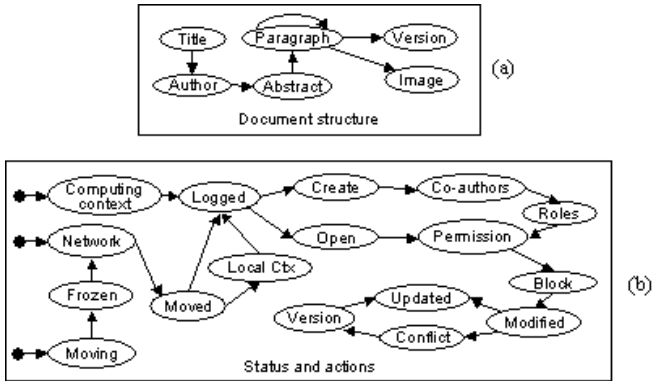 Title
Paragraph
Version
Author
Abstract
Image
Document structure
(a)
Computing
context
Logged
Create
Co-authors
Roles
Network
Open
Permission
Local Ctx
Frozen
Moved
Block
Version
Updated
Modified
Conflict
Moving
Status and actions
(b)